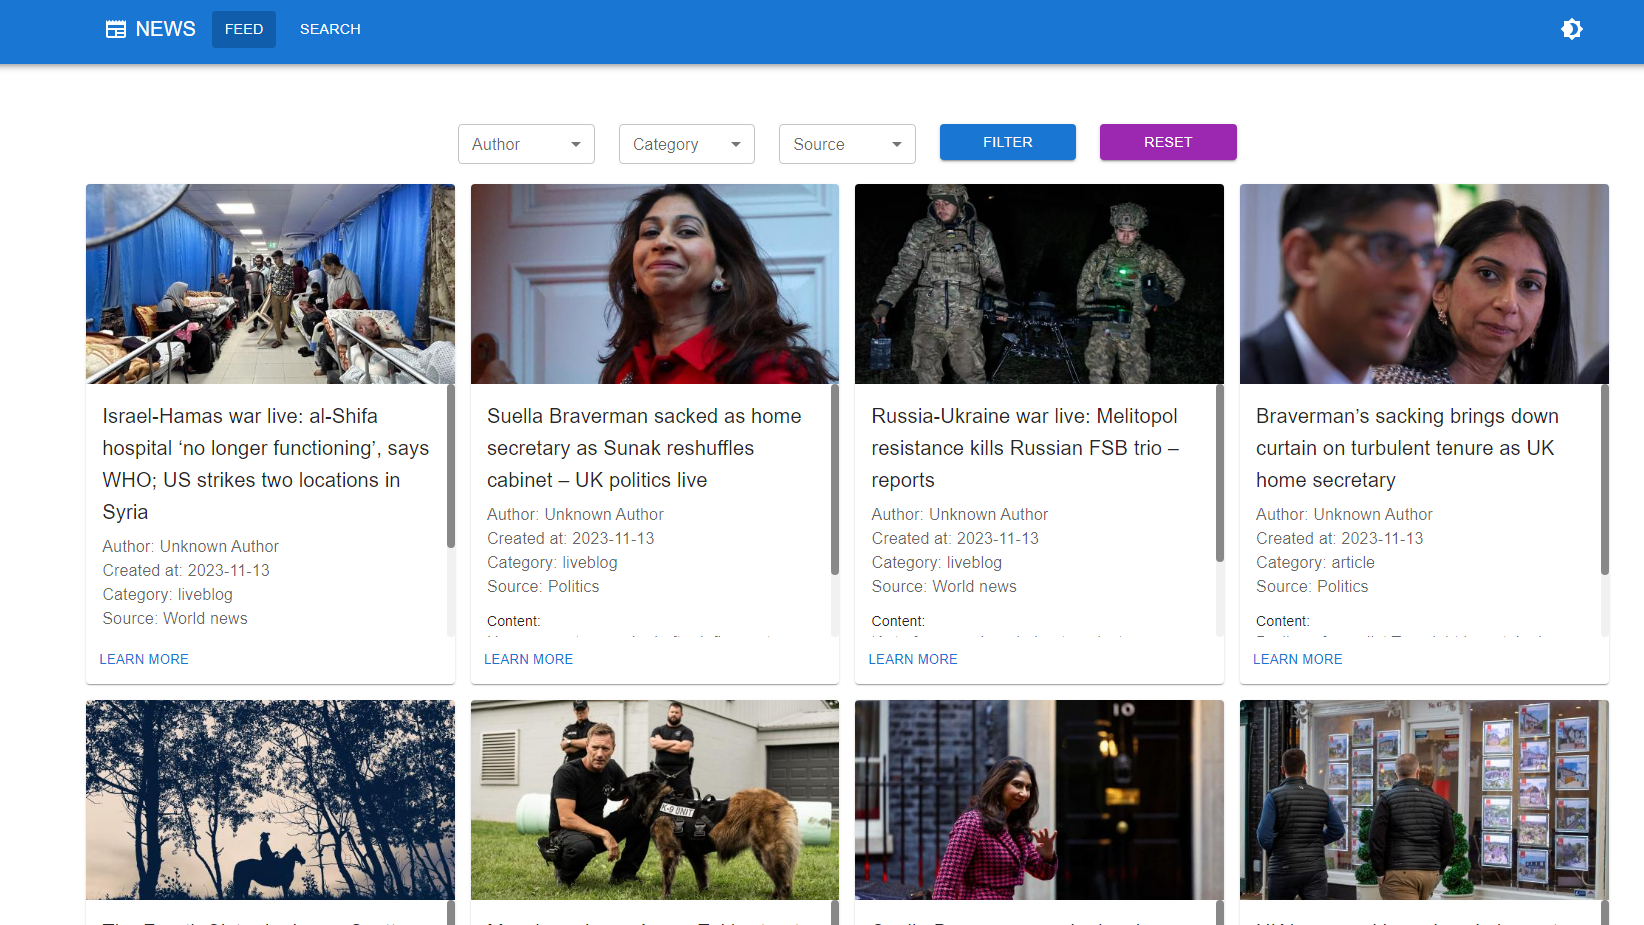 NEWS FEED SEARCH
Author Category Source FILTER RESET
Israel-Hamas war live: al-Shifa
hospital ‘no longer functioning’, says
WHO; US strikes two locations in
Syria
Author: Unknown Author
Created at: 2023-11-13
Category: liveblog
Source: World news
LEARN MORE
Suella Braverman sacked as home
secretary as Sunak reshuffles
cabinet – UK politics live
Author: Unknown Author
Created at: 2023-11-13
Category: liveblog
Source: Politics
Content:
LEARN MORE
Russia-Ukraine war live: Melitopol
resistance kills Russian FSB trio –
reports
Author: Unknown Author
Created at: 2023-11-13
Category: liveblog
Source: World news
Content:
LEARN MORE
Braverman’s sacking brings down
curtain on turbulent tenure as UK
home secretary
Author: Unknown Author
Created at: 2023-11-13
Category: article
Source: Politics
Content:
LEARN MORE
K-9 UNIT
10